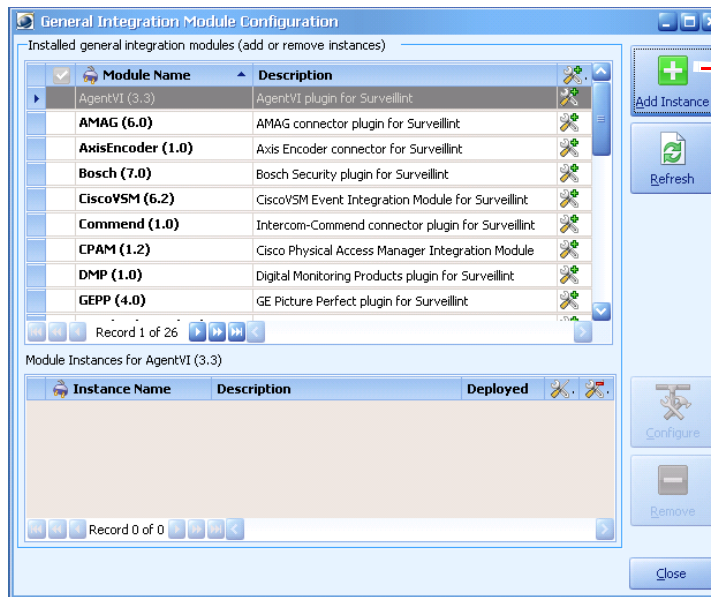 General Integration Module Configuration
Installed general integration modules (add or remove instances)
Module Name Description
AgentVI (3.3) AgentVI plugin for Surveillint
AMAG (6.0) AMAG connector plugin for Surveillint
AxisEncoder (1.0) Axis Encoder connector for Surveillint
Bosch (7.0) Bosch Security plugin for Surveillint
CiscoVSM (6.2) CiscoVSM Event Integration Module for Surveillint
Commend (1.0) Intercom-Commend connector plugin for Surveillint
CPAM (1.2) Cisco Physical Access Manager Integration Module
DMP (1.0) Digital Monitoring Products plugin for Surveillint
GEPP (4.0) GE Picture Perfect plugin for Surveillint
Record 1 of 26
Module Instances for AgentVI (3.3)
Instance Name Description Deployed
Record 0 of 0
Add Instance
Refresh
Configure
Remove
Close